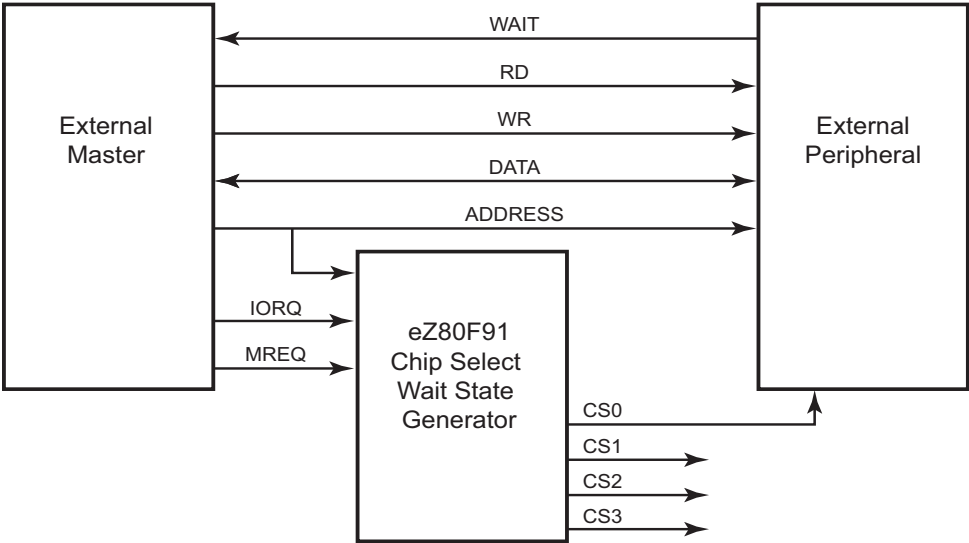 WAIT
RD
External
Master
WR
External
Peripheral
DATA
ADDRESS
IORQ
MREQ
eZ80F91
Chip Select
Wait State
Generator
CS0
CS1
CS2
CS3